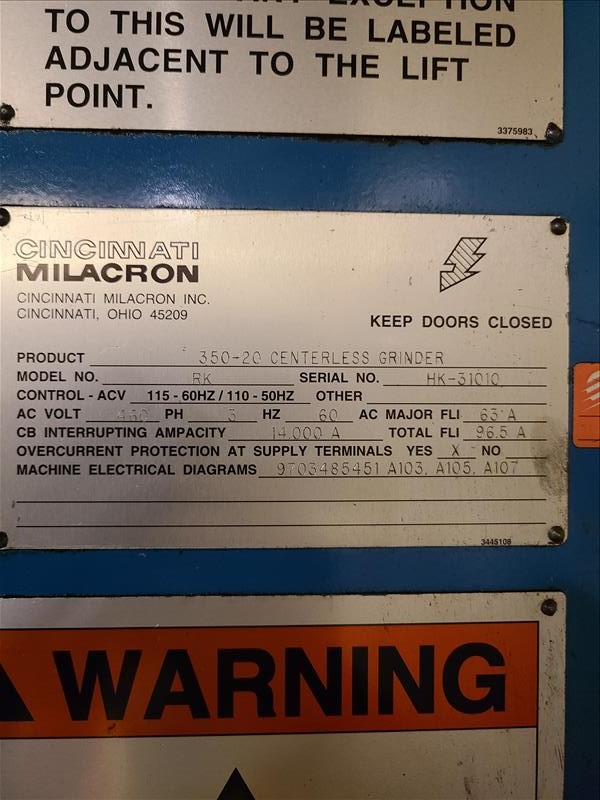 TO THIS WILL BE LABELED
ADJACENT TO THE LIFT
POINT.
3375983
CINCINNATI
MILACRON
CINCINNATI MILACRON INC.
CINCINNATI, OHIO 45209
KEEP DOORS CLOSED
PRODUCT 350-20 CENTERLESS GRINDER
MODEL NO. RK SERIAL NO. HK-31010
CONTROL - ACV 115 - 60HZ / 110 - 50HZ OTHER
AC VOLT 460 PH 3 HZ 60 AC MAJOR FLI 63 A
CB INTERRUPTING AMPACITY 14,000 A TOTAL FLI 96.5 A
OVERCURRENT PROTECTION AT SUPPLY TERMINALS YES X NO
MACHINE ELECTRICAL DIAGRAMS 9703485451 A103, A105, A107
3445108
WARNING